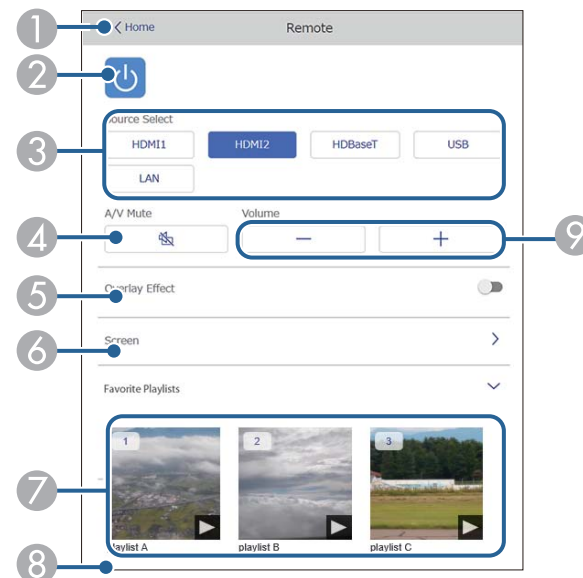 1
Home
Remote
2
Source Select
3
HDMI1
HDMI2
HDBaseT
USB
LAN
A/V Mute
Volume
4
9
Overlay Effect
5
Screen
6
Favorite Playlists
1
2
3
7
playlist A
playlist B
playlist C
8